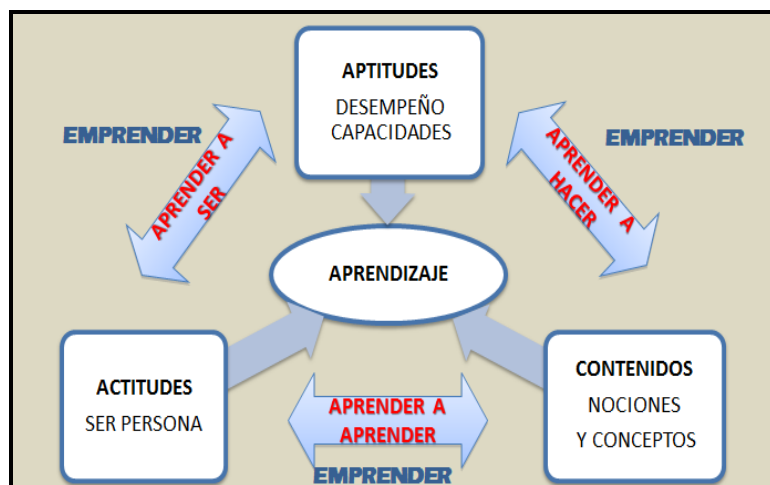 APTITUDES
DESEMPEÑO
CAPACIDADES
EMPRENDER
APRENDER A
SER
EMPRENDER
APRENDER A
HACER
APRENDIZAJE
ACTITUDES
SER PERSONA
APRENDER A
APRENDER
EMPRENDER
CONTENIDOS
NOCIONES
Y CONCEPTOS